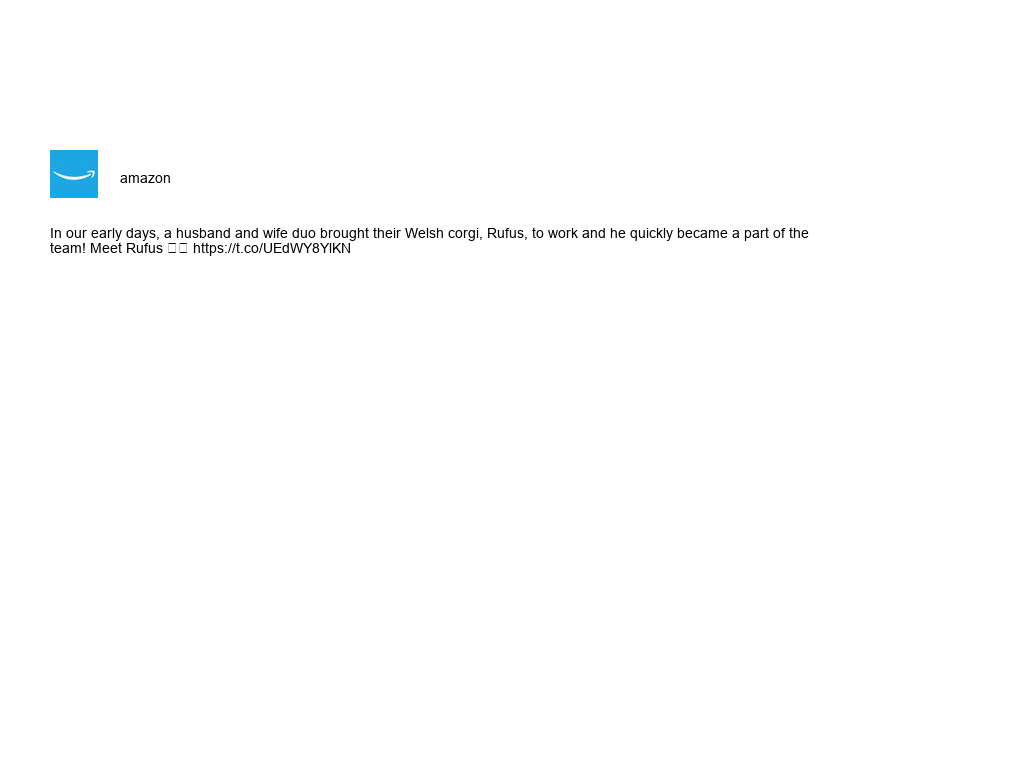 amazon
In our early days, a husband and wife duo brought their Welsh corgi, Rufus, to work and he quickly became a part of the
team! Meet Rufus https://t.co/UEdWY8YlKN